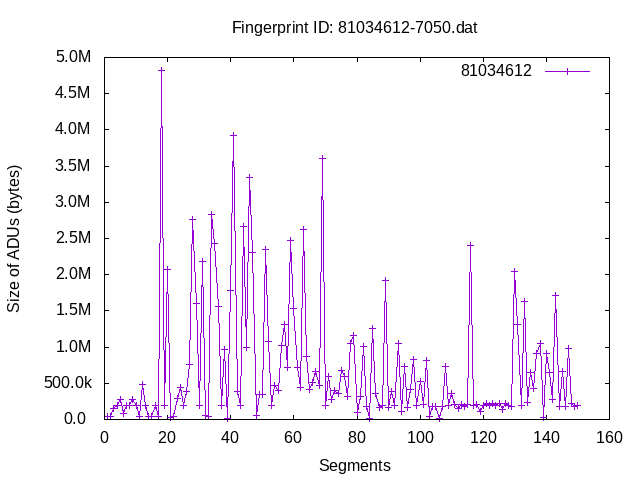 Fingerprint ID: 81034612-7050.dat
81034612
Size of ADUs (bytes)
5.0M
4.5M
4.0M
3.5M
3.0M
2.5M
2.0M
1.5M
1.0M
500.0k
0.0
0 20 40 60 80 100 120 140 160
Segments